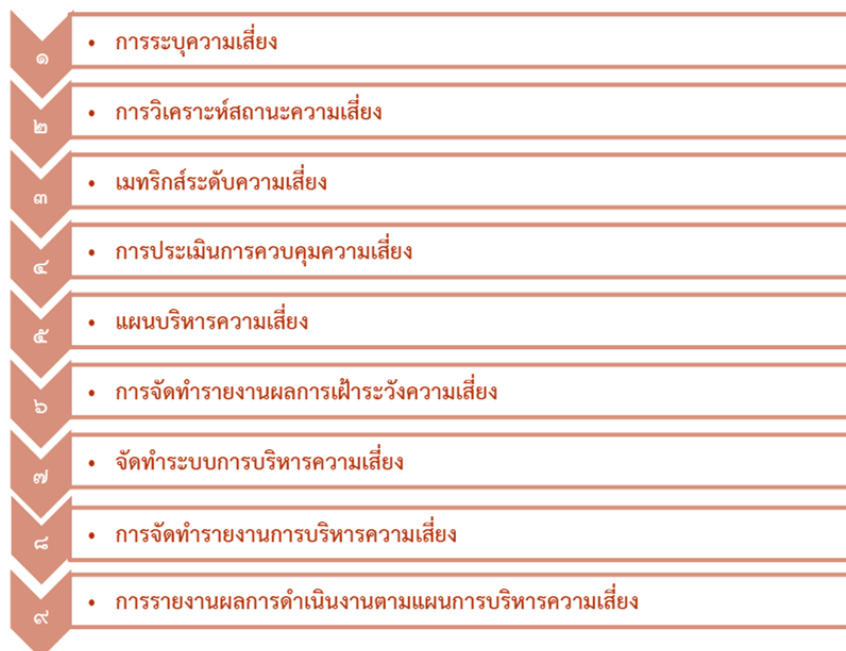 ๑ • การระบุความเสี่ยง
๒ • การวิเคราะห์สถานะความเสี่ยง
๓ • เมทริกส์ระดับความเสี่ยง
๔ • การประเมินการควบคุมความเสี่ยง
๕ • แผนบริหารความเสี่ยง
๖ • การจัดทำรายงานผลการเฝ้าระวังความเสี่ยง
๗ • จัดทำระบบการบริหารความเสี่ยง
๘ • การจัดทำรายงานการบริหารความเสี่ยง
๙ • การรายงานผลการดำเนินงานตามแผนการบริหารความเสี่ยง